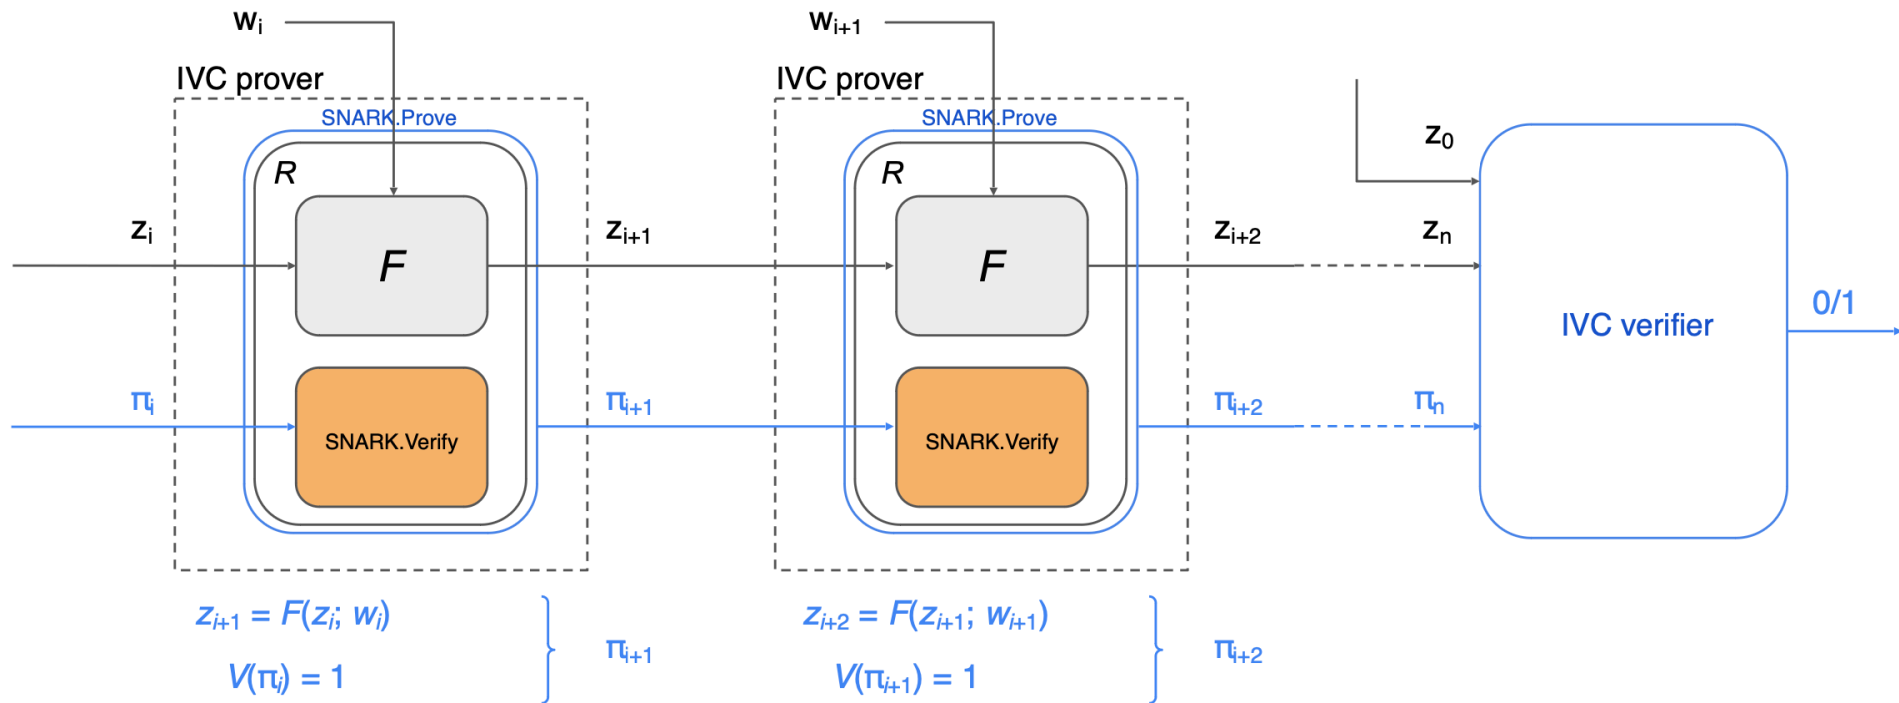 wᵢ
wᵢ₊₁
IVC prover
IVC prover
SNARK.Prove
SNARK.Prove
R
R
z₀
zᵢ
F
zᵢ₊₁
F
zᵢ₊₂
zₙ
IVC verifier
0/1
πᵢ
SNARK.Verify
πᵢ₊₁
SNARK.Verify
πᵢ₊₂
πₙ
zᵢ₊₁ = F(zᵢ; wᵢ)
V(πᵢ) = 1
πᵢ₊₁
zᵢ₊₂ = F(zᵢ₊₁; wᵢ₊₁)
V(πᵢ₊₁) = 1
πᵢ₊₂